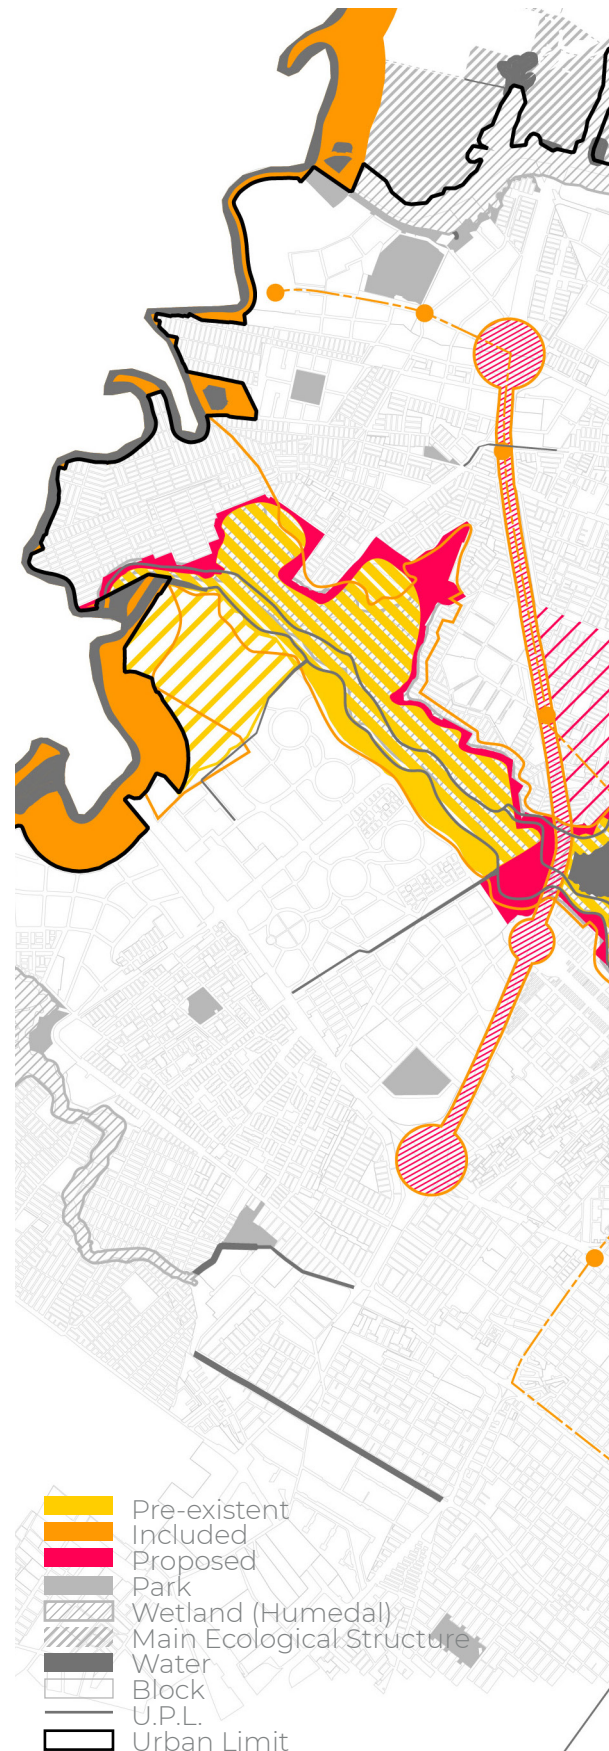 Pre-existent
Included
Proposed
Park
Wetland (Humedal)
Main Ecological Structure
Water
Block
U.P.L.
Urban Limit